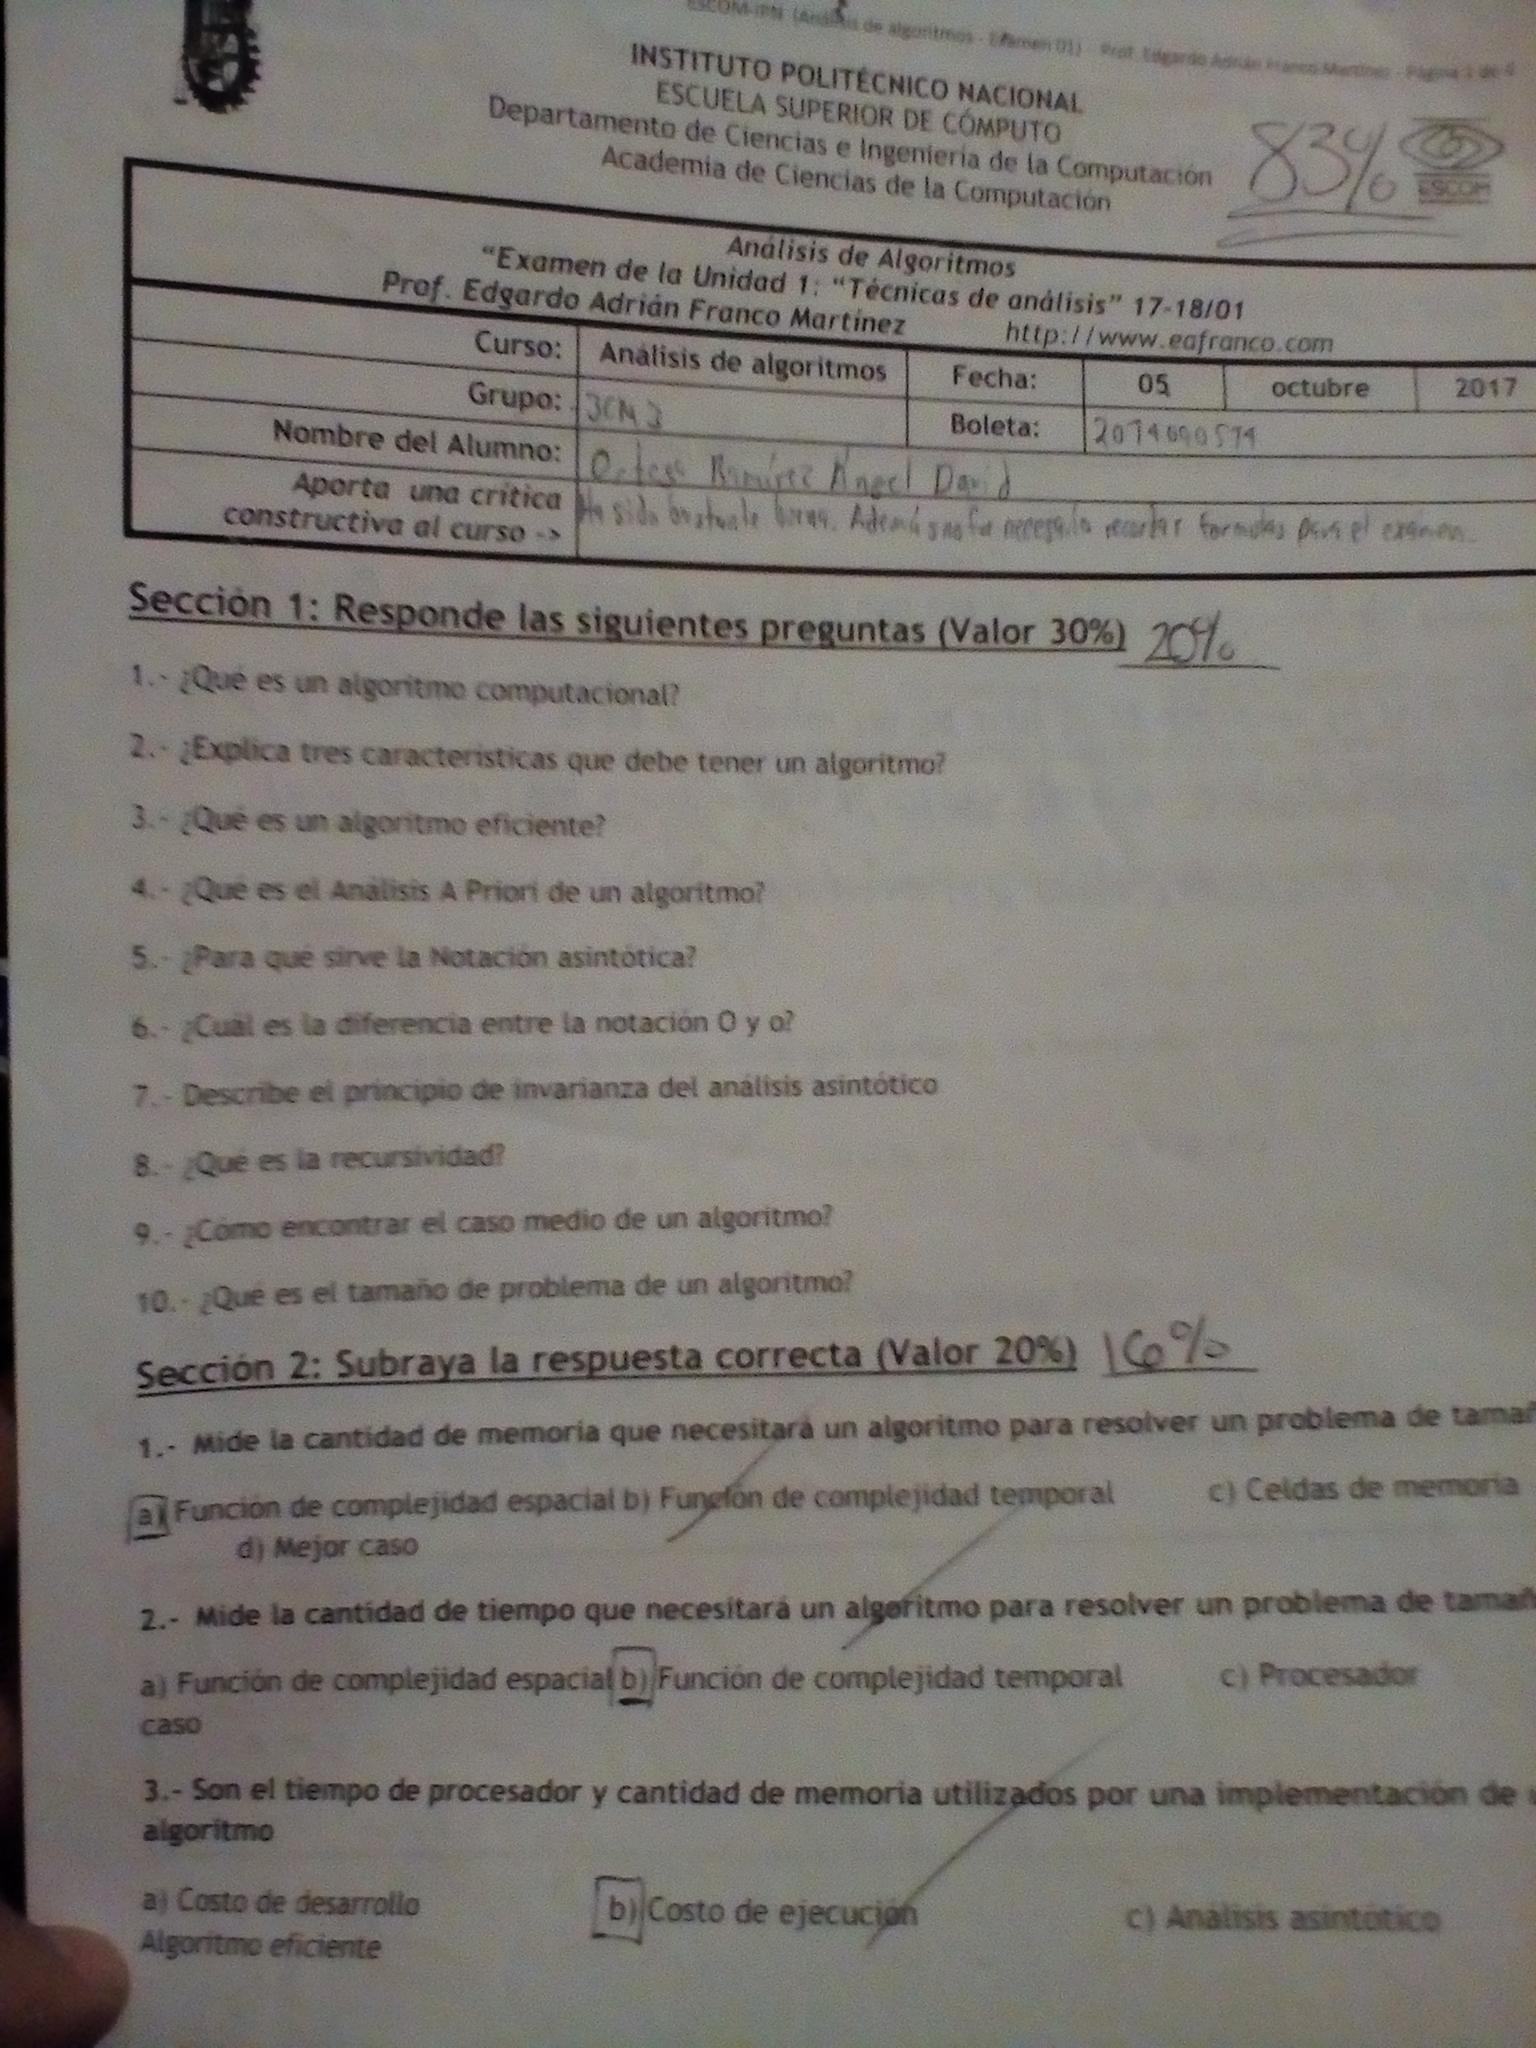 ESCOM-IPN (Análisis de algoritmos - Examen 01) Prof. Edgardo Adrián Franco Martínez - Página 1 de
INSTITUTO POLITÉCNICO NACIONAL
ESCUELA SUPERIOR DE CÓMPUTO
Departamento de Ciencias e Ingeniería de la Computación
Academia de Ciencias de la Computación
83%
ESCOM
Análisis de Algoritmos
"Examen de la Unidad 1: "Técnicas de análisis" 17-18/01
Prof. Edgardo Adrián Franco Martínez http://www.eafranco.com
Curso: Análisis de algoritmos Fecha: 05 octubre 2017
Grupo: 3CM3 Boleta: 2014090514
Nombre del Alumno: Ortega Ramírez Ángel David
Aporta una crítica constructiva al curso -> Ha sido bastante buena. Además no fue necesario recordar formulas para el exámen.
Sección 1: Responde las siguientes preguntas (Valor 30%) 20%
1.- ¿Qué es un algoritmo computacional?
2.- ¿Explica tres características que debe tener un algoritmo?
3.- ¿Qué es un algoritmo eficiente?
4.- ¿Qué es el Análisis A Priori de un algoritmo?
5.- ¿Para qué sirve la Notación asintótica?
6.- ¿Cuál es la diferencia entre la notación O y o?
7.- Describe el principio de invarianza del análisis asintótico
8.- ¿Qué es la recursividad?
9.- ¿Cómo encontrar el caso medio de un algoritmo?
10.- ¿Qué es el tamaño de problema de un algoritmo?
Sección 2: Subraya la respuesta correcta (Valor 20%) 16%
1.- Mide la cantidad de memoria que necesitará un algoritmo para resolver un problema de tamañ
a) Función de complejidad espacial b) Función de complejidad temporal c) Celdas de memoria
d) Mejor caso
2.- Mide la cantidad de tiempo que necesitará un algoritmo para resolver un problema de tamañ
a) Función de complejidad espacial b) Función de complejidad temporal c) Procesador
caso
3.- Son el tiempo de procesador y cantidad de memoria utilizados por una implementación de
algoritmo
a) Costo de desarrollo b) Costo de ejecución c) Análisis asintótico
Algoritmo eficiente